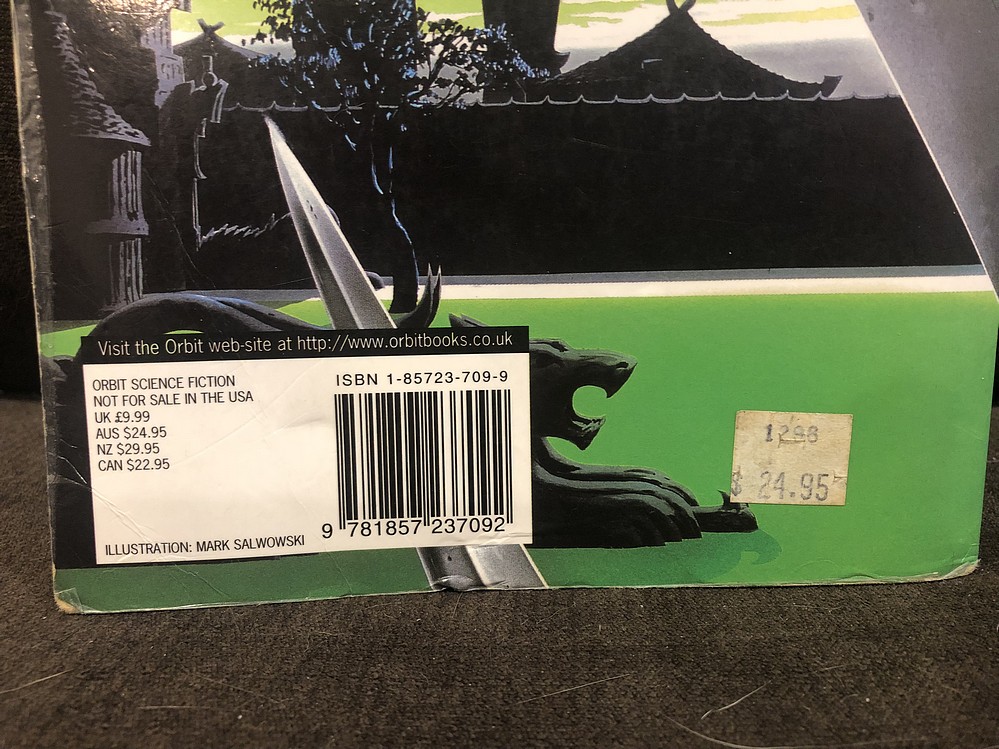 Visit the Orbit web-site at http://www.orbitbooks.co.uk
ORBIT SCIENCE FICTION
NOT FOR SALE IN THE USA
UK £9.99
AUS $24.95
NZ $29.95
CAN $22.95
ILLUSTRATION: MARK SALWOWSKI
ISBN 1-85723-709-9
9 781857 237092
1298
$ 24.95